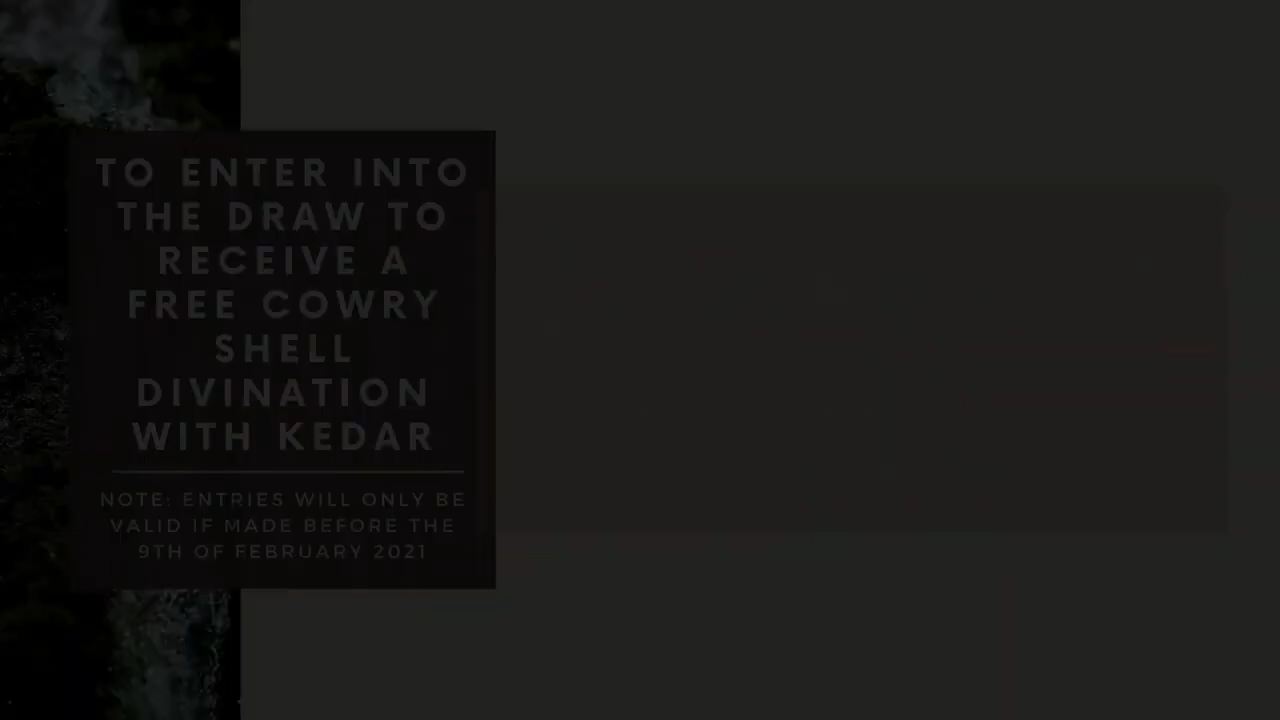 TO ENTER INTO
THE DRAW TO
RECEIVE A
FREE COWRY
SHELL
DIVINATION
WITH KEDAR
NOTE: ENTRIES WILL ONLY BE
VALID IF MADE BEFORE THE
9TH OF FEBRUARY 2021